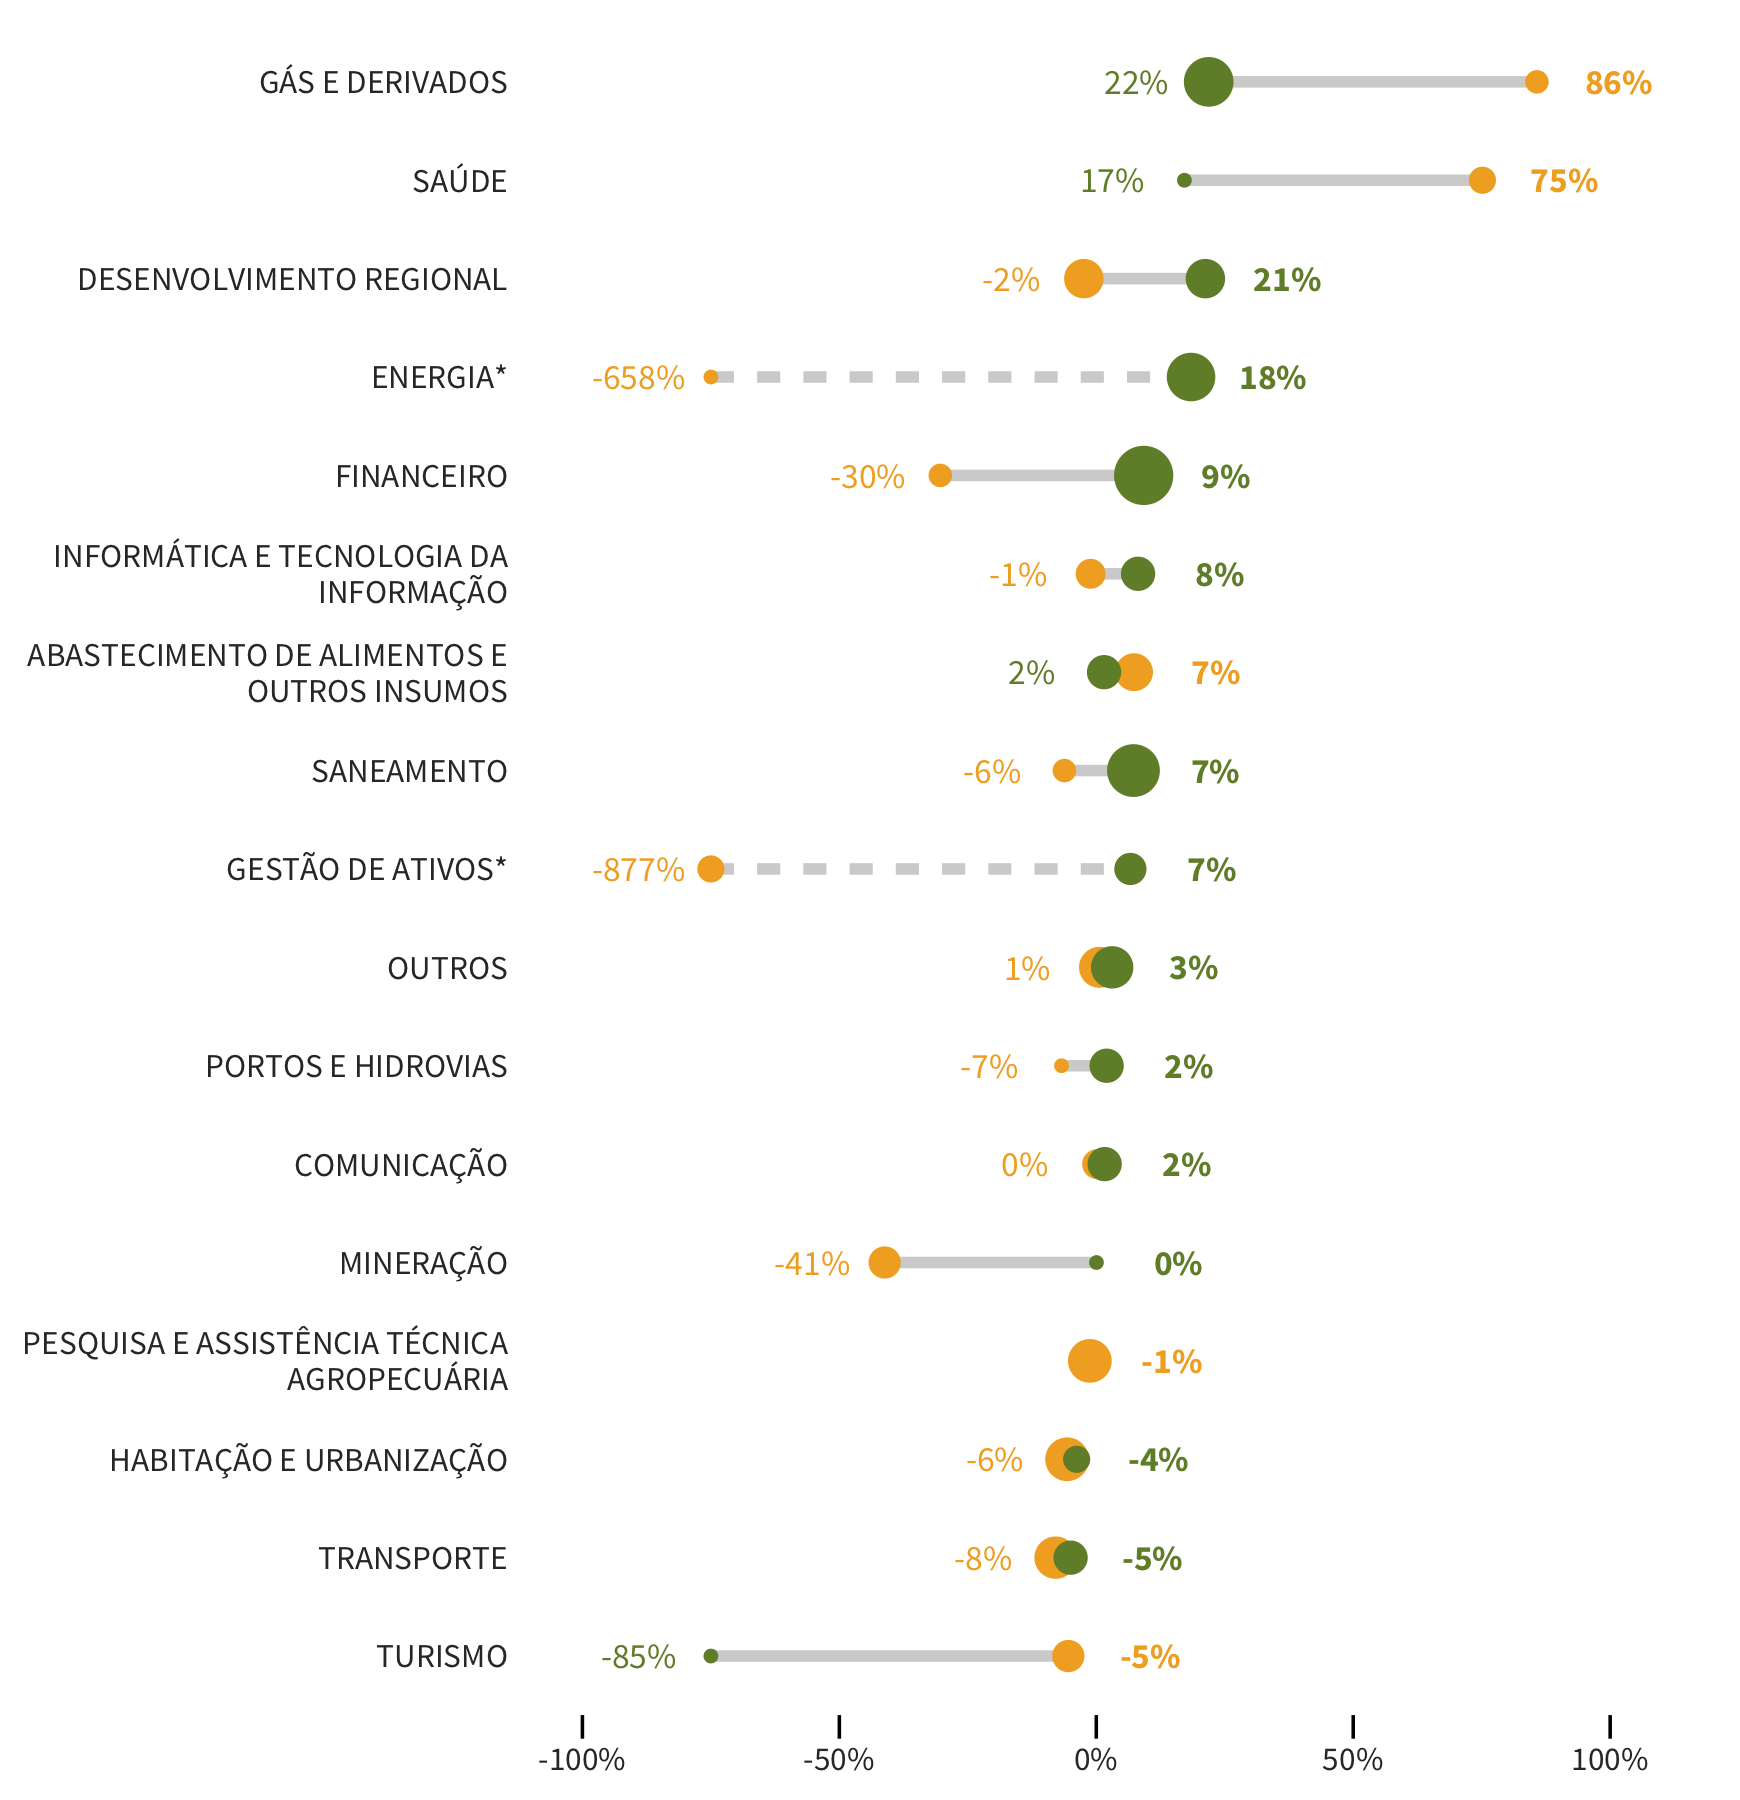 GÁS E DERIVADOS 22% 86%
SAÚDE 17% 75%
DESENVOLVIMENTO REGIONAL -2% 21%
ENERGIA* -658% 18%
FINANCEIRO -30% 9%
INFORMÁTICA E TECNOLOGIA DA
INFORMAÇÃO -1% 8%
ABASTECIMENTO DE ALIMENTOS E
OUTROS INSUMOS 2% 7%
SANEAMENTO -6% 7%
GESTÃO DE ATIVOS* -877% 7%
OUTROS 1% 3%
PORTOS E HIDROVIAS -7% 2%
COMUNICAÇÃO 0% 2%
MINERAÇÃO -41% 0%
PESQUISA E ASSISTÊNCIA TÉCNICA
AGROPECUÁRIA -1%
HABITAÇÃO E URBANIZAÇÃO -6% -4%
TRANSPORTE -8% -5%
TURISMO -85% -5%
-100% -50% 0% 50% 100%